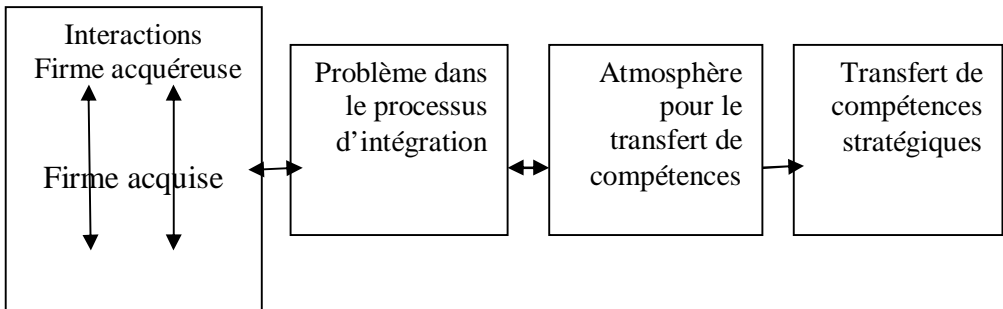 Interactions
Firme acquéreuse
Firme acquise
Problème dans
le processus
d’intégration
Atmosphère
pour le
transfert de
compétences
Transfert de
compétences
stratégiques